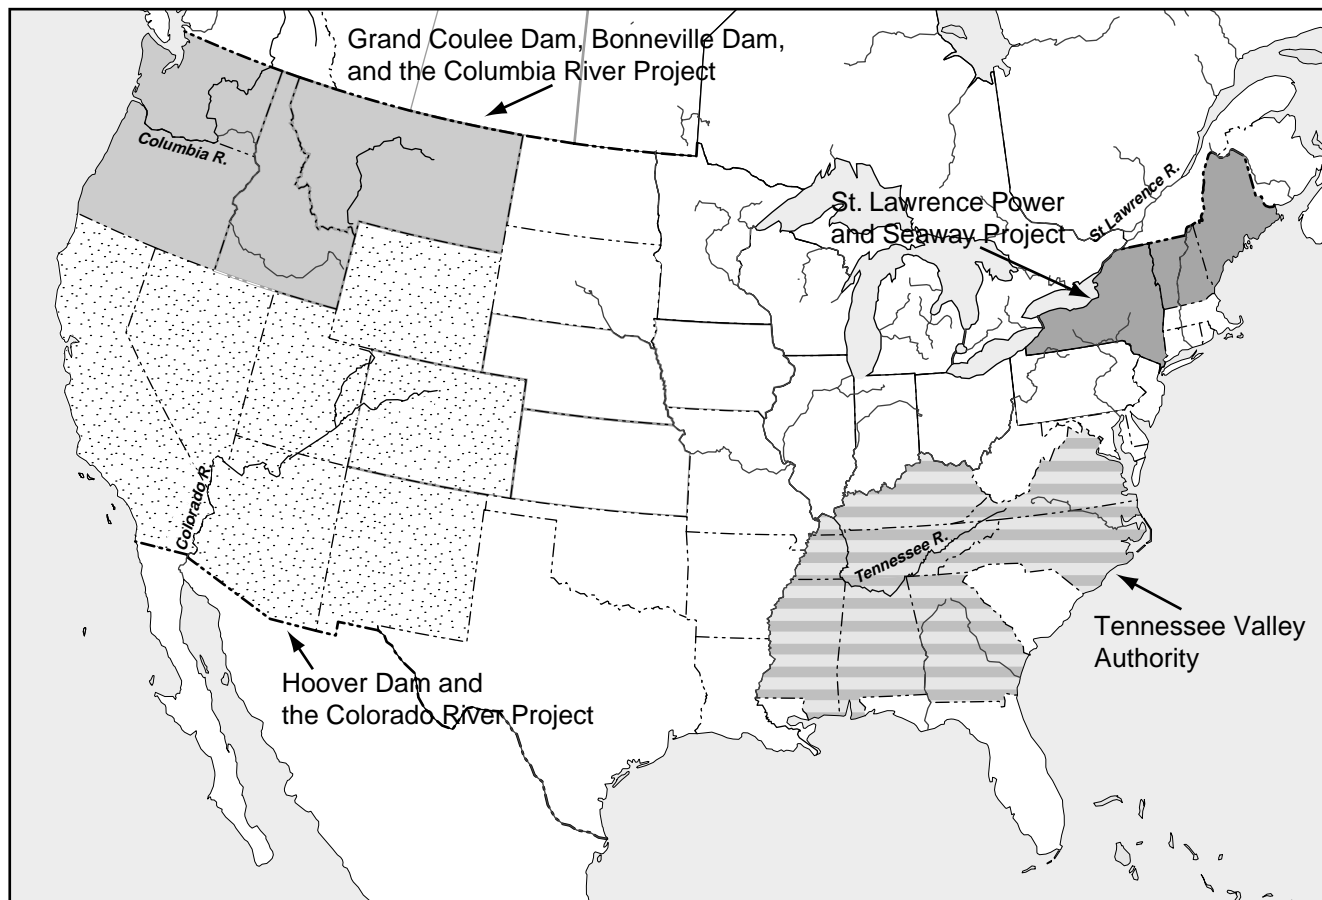 Grand Coulee Dam, Bonneville Dam,
and the Columbia River Project
Columbia R.
St Lawrence R.
St. Lawrence Power
and Seaway Project
Colorado R.
Tennessee R.
Tennessee Valley
Authority
Hoover Dam and
the Colorado River Project